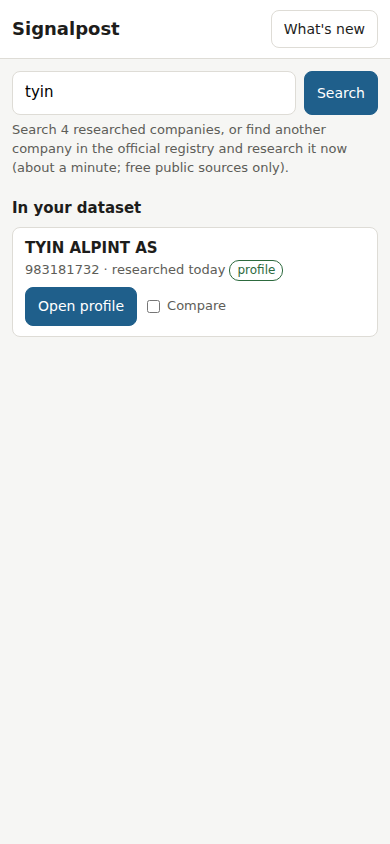 Signalpost
What's new
tyin
Search
Search 4 researched companies, or find another
company in the official registry and research it now
(about a minute; free public sources only).
In your dataset
TYIN ALPINT AS
983181732 · researched today profile
Open profile
Compare